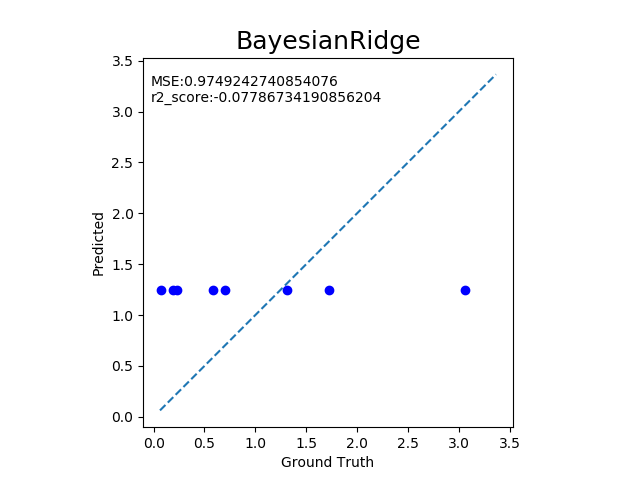 BayesianRidge
MSE:0.9749242740854076
r2_score:-0.07786734190856204
3.5
3.0
2.5
2.0
1.5
1.0
0.5
0.0
Predicted
0.0 0.5 1.0 1.5 2.0 2.5 3.0 3.5
Ground Truth